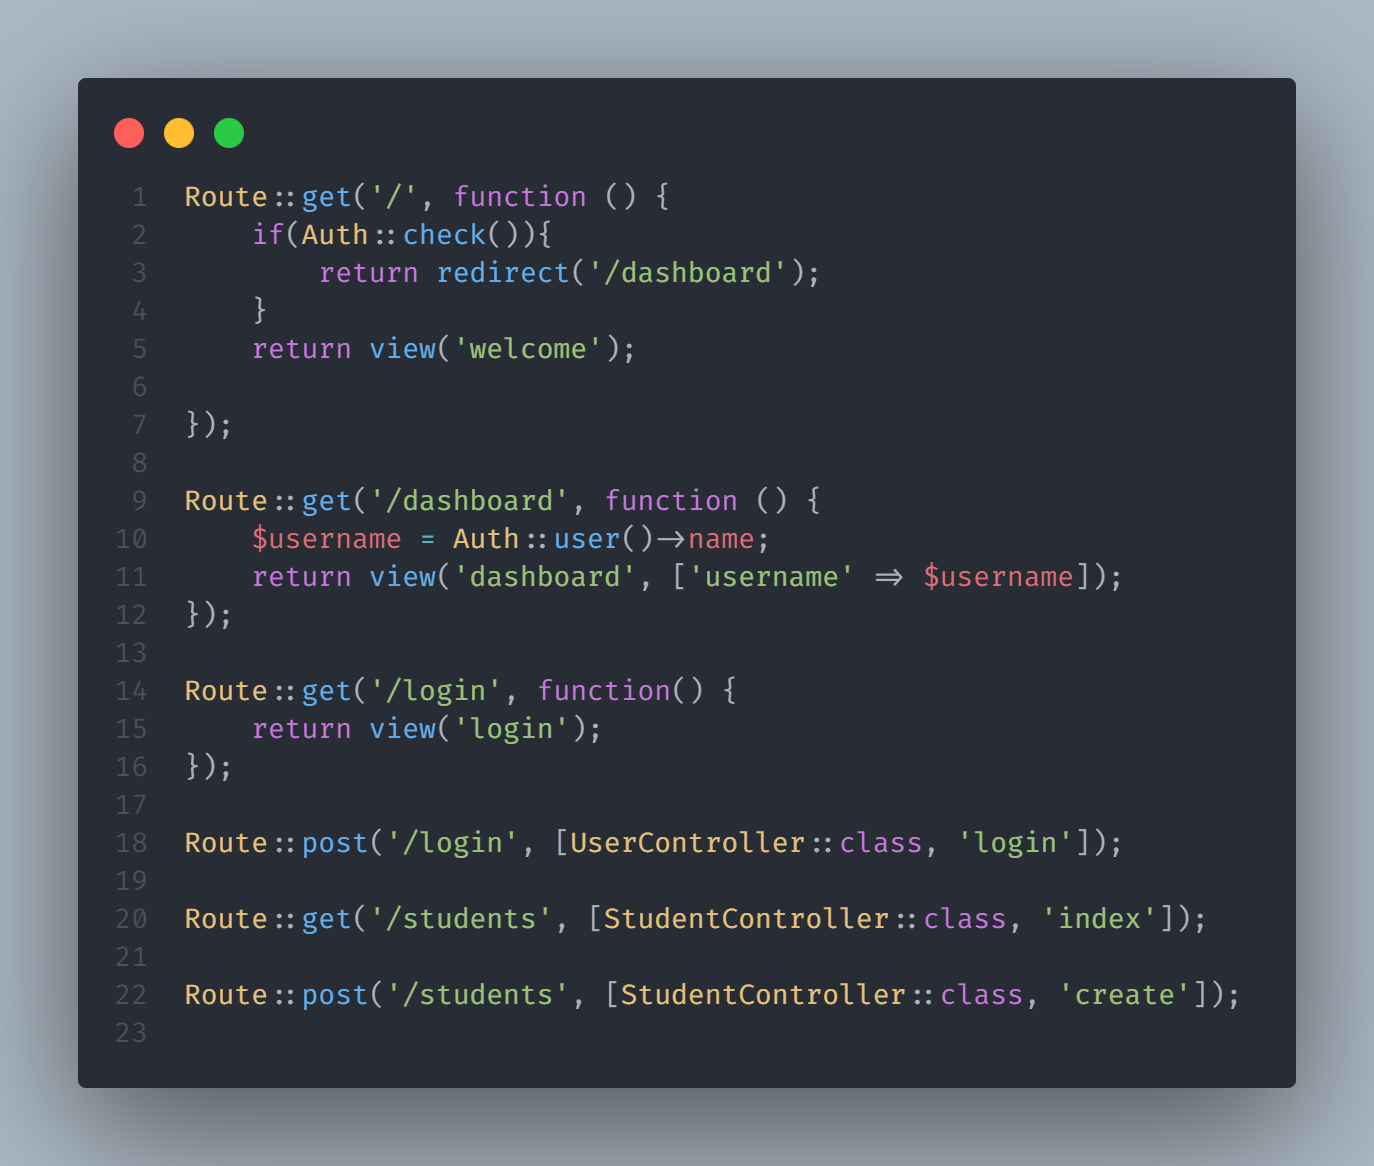 1 Route::get('/', function () {
2     if(Auth::check()){
3         return redirect('/dashboard');
4     }
5     return view('welcome');
6
7 });
8
9 Route::get('/dashboard', function () {
10     $username = Auth::user()->name;
11     return view('dashboard', ['username' => $username]);
12 });
13
14 Route::get('/login', function() {
15     return view('login');
16 });
17
18 Route::post('/login', [UserController::class, 'login']);
19
20 Route::get('/students', [StudentController::class, 'index']);
21
22 Route::post('/students', [StudentController::class, 'create']);
23